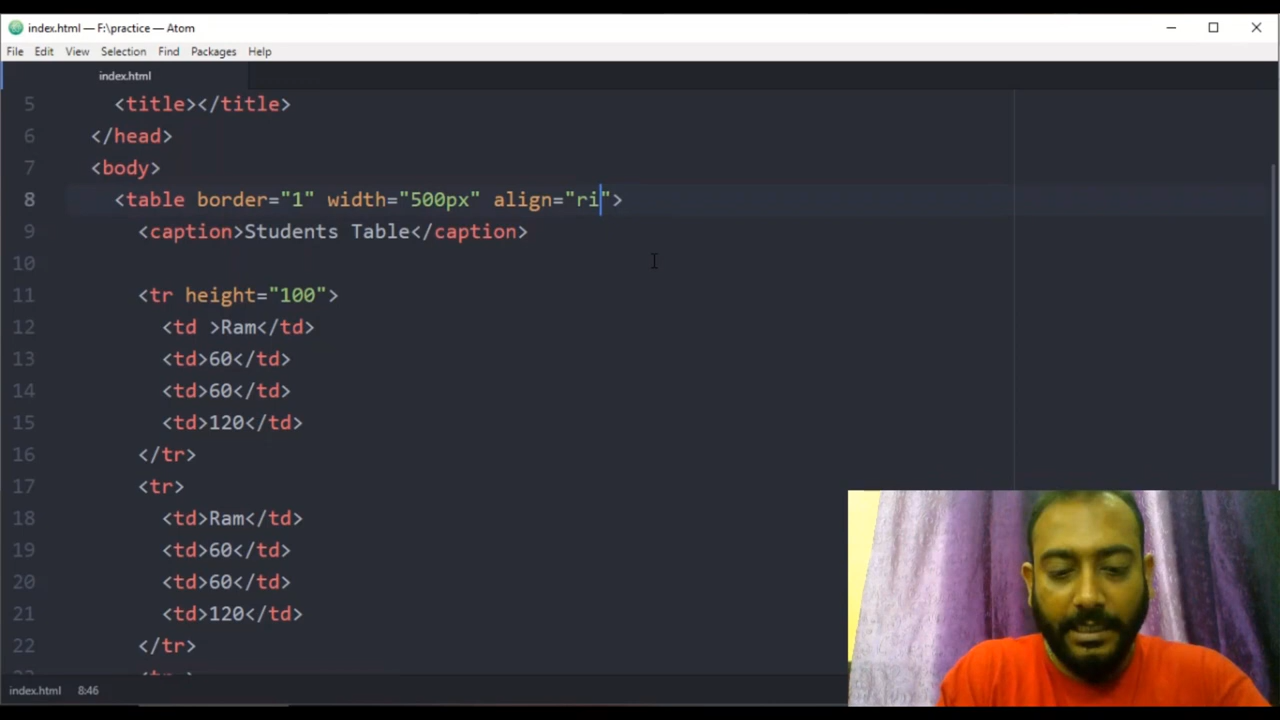 index.html — F:\practice — Atom
File Edit View Selection Find Packages Help
index.html
5 <title></title>
6 </head>
7 <body>
8 <table border="1" width="500px" align="ri">
9 <caption>Students Table</caption>
10
11 <tr height="100">
12 <td >Ram</td>
13 <td>60</td>
14 <td>60</td>
15 <td>120</td>
16 </tr>
17 <tr>
18 <td>Ram</td>
19 <td>60</td>
20 <td>60</td>
21 <td>120</td>
22 </tr>
index.html 8:46